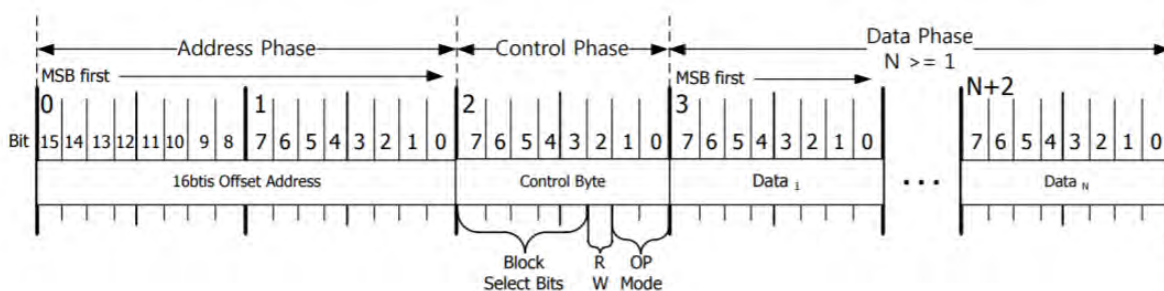 Address Phase Control Phase Data Phase
N >= 1
MSB first MSB first
0 1 2 3 N+2
Bit 15 14 13 12 11 10 9 8 7 6 5 4 3 2 1 0 7 6 5 4 3 2 1 0 7 6 5 4 3 2 1 0 7 6 5 4 3 2 1 0
16btis Offset Address Control Byte Data 1 ... Data N
Block R OP
Select Bits W Mode